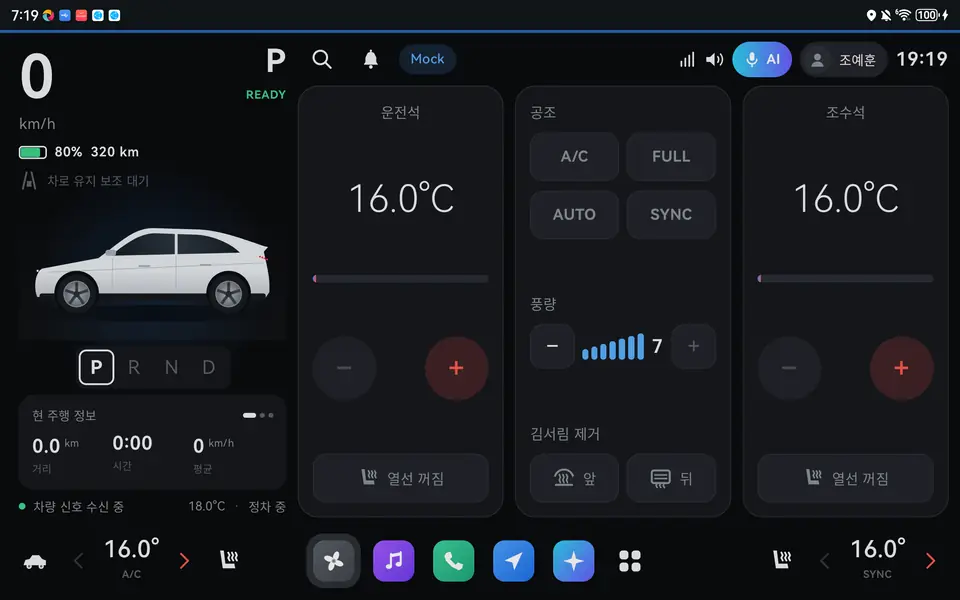 7:19
100
0
km/h
P
READY
80% 320 km
차로 유지 보조 대기
P R N D
현 주행 정보
0.0 km
거리
0:00
시간
0 km/h
평균
차량 신호 수신 중
18.0°C · 정차 중
Mock
AI
조예훈
19:19
운전석
16.0°C
− +
열선 꺼짐
공조
A/C FULL
AUTO SYNC
풍량
− 7 +
김서림 제거
앞 뒤
조수석
16.0°C
− +
열선 꺼짐
16.0°
A/C
16.0°
SYNC